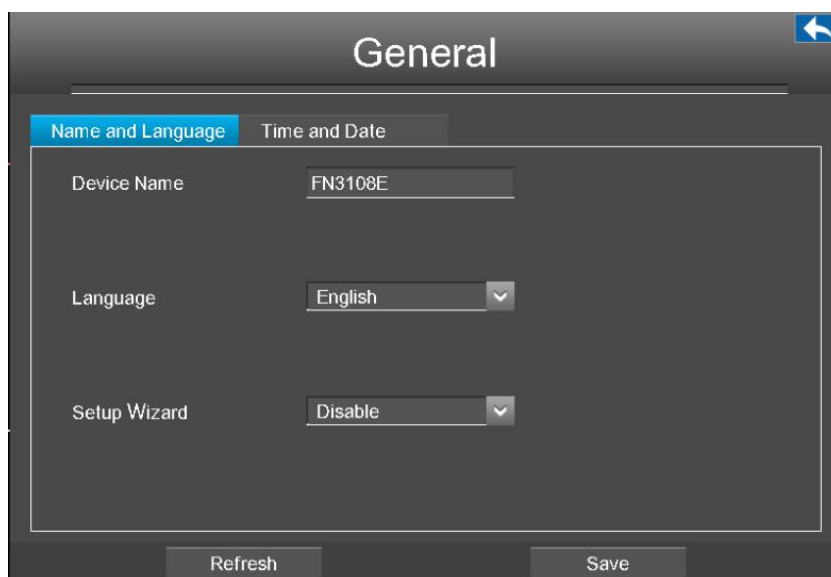 General
Name and Language Time and Date
Device Name FN3108E
Language English
Setup Wizard Disable
Refresh Save